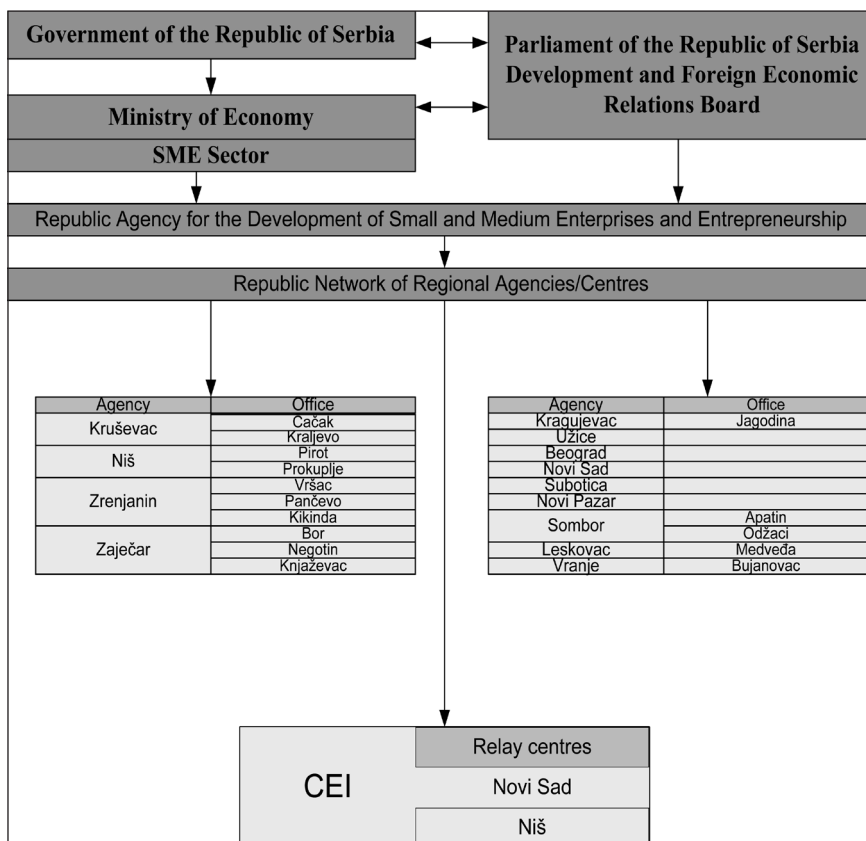 Government of the Republic of Serbia
Parliament of the Republic of Serbia
Development and Foreign Economic
Relations Board
Ministry of Economy
SME Sector
Republic Agency for the Development of Small and Medium Enterprises and Entrepreneurship
Republic Network of Regional Agencies/Centres
Agency Office
Kruševac Čačak
Kraljevo
Niš Pirot
Prokuplje
Zrenjanin Vršac
Pančevo
Kikinda
Zaječar Bor
Negotin
Knjaževac
Agency Office
Kragujevac Jagodina
Užice
Beograd
Novi Sad
Subotica
Novi Pazar
Sombor Apatin
Odžaci
Leskovac Medveđa
Vranje Bujanovac
CEI
Relay centres
Novi Sad
Niš